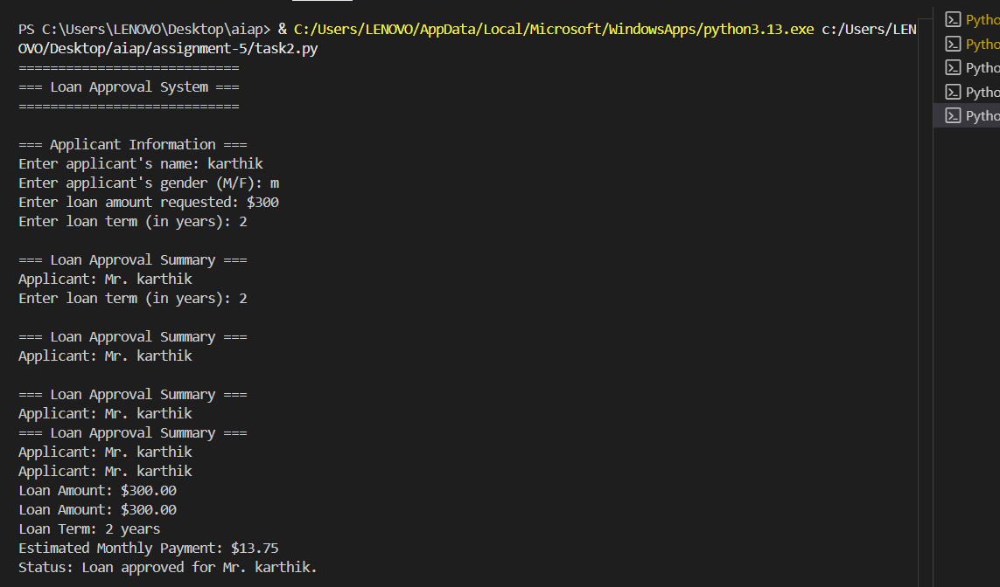 PS C:\Users\LENOVO\Desktop\aiap> & C:/Users/LENOVO/AppData/Local/Microsoft/WindowsApps/python3.13.exe c:/Users/LEN
OVO/Desktop/aiap/assignment-5/task2.py
============================
=== Loan Approval System ===
============================
=== Applicant Information ===
Enter applicant's name: karthik
Enter applicant's gender (M/F): m
Enter loan amount requested: $300
Enter loan term (in years): 2
=== Loan Approval Summary ===
Applicant: Mr. karthik
Enter loan term (in years): 2
=== Loan Approval Summary ===
Applicant: Mr. karthik
=== Loan Approval Summary ===
Applicant: Mr. karthik
=== Loan Approval Summary ===
Applicant: Mr. karthik
Applicant: Mr. karthik
Loan Amount: $300.00
Loan Amount: $300.00
Loan Term: 2 years
Estimated Monthly Payment: $13.75
Status: Loan approved for Mr. karthik.
Pytho
Pytho
Pytho
Pytho
Pytho